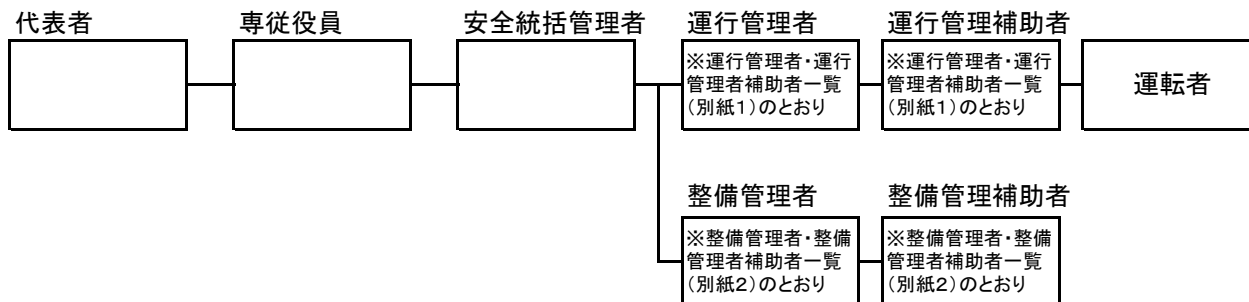 代表者
専従役員
安全統括管理者
運行管理者
運行管理補助者
※運行管理者・運行
管理者補助者一覧
(別紙1)のとおり
※運行管理者・運行
管理者補助者一覧
(別紙1)のとおり
運転者
整備管理者
整備管理補助者
※整備管理者・整備
管理者補助者一覧
(別紙2)のとおり
※整備管理者・整備
管理者補助者一覧
(別紙2)のとおり